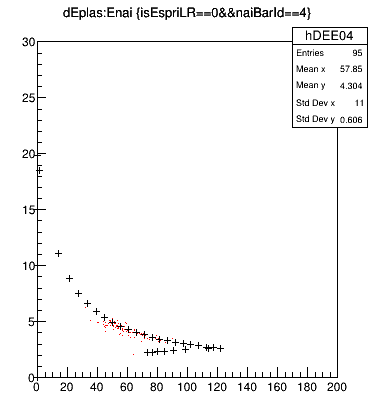 dEplas:Enai {isEspriLR==0&&naiBarId==4}
hDEE04
Entries 95
Mean x 57.85
Mean y 4.304
Std Dev x 11
Std Dev y 0.606
30
25
20
15
10
5
0
0 20 40 60 80 100 120 140 160 180 200